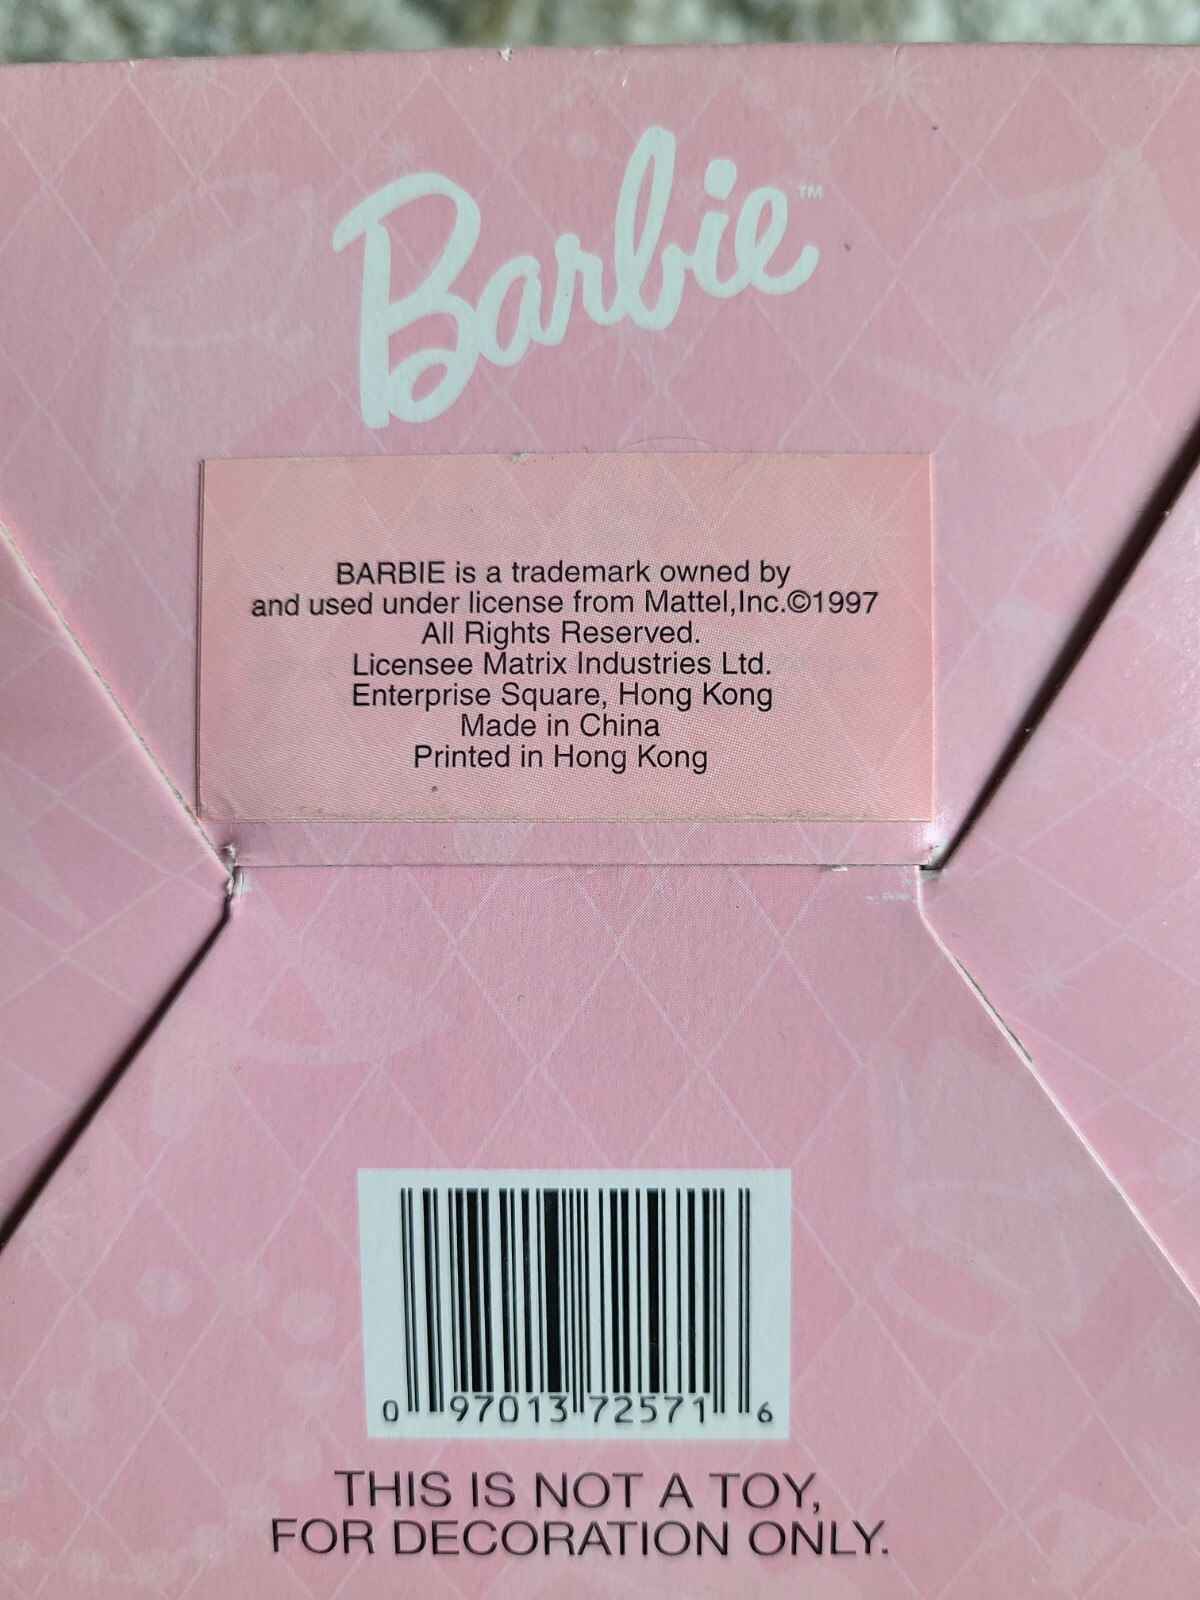 Barbie™
BARBIE is a trademark owned by
and used under license from Mattel,Inc.©1997
All Rights Reserved.
Licensee Matrix Industries Ltd.
Enterprise Square, Hong Kong
Made in China
Printed in Hong Kong
0 97013 72571 6
THIS IS NOT A TOY,
FOR DECORATION ONLY.